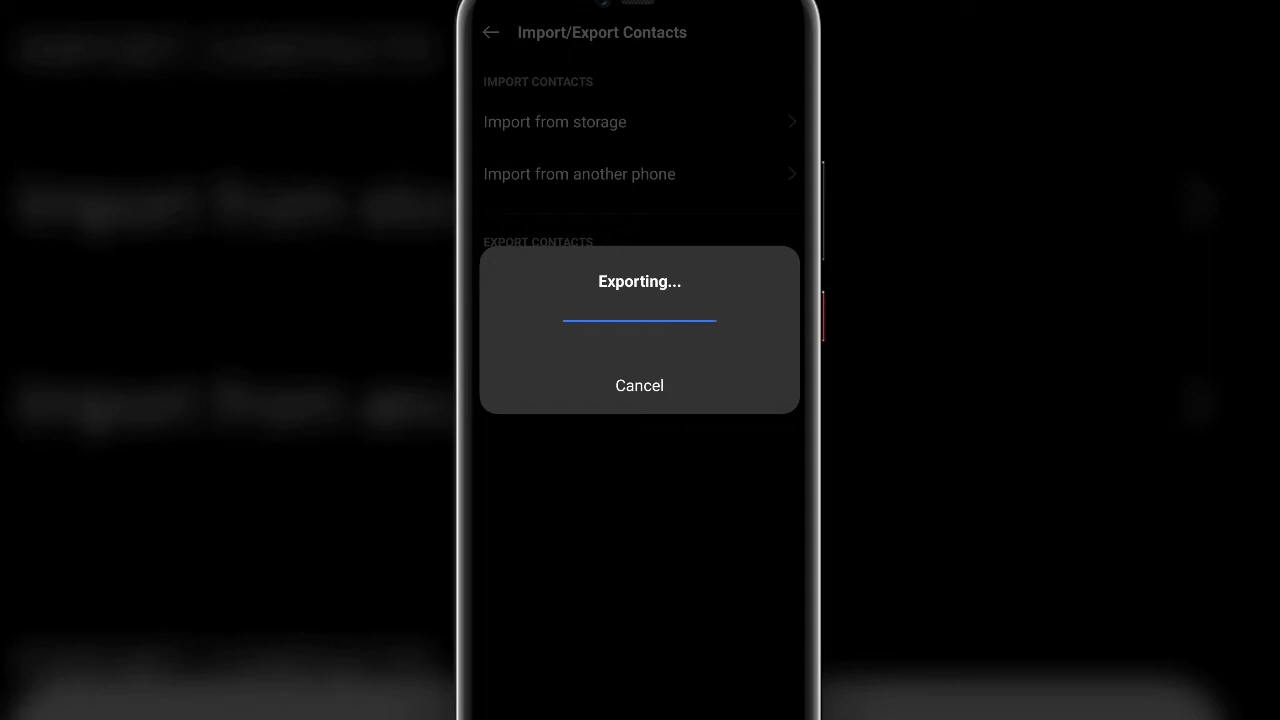 Import/Export Contacts
IMPORT CONTACTS
Import from storage
Import from another phone
EXPORT CONTACTS
Exporting...
Cancel